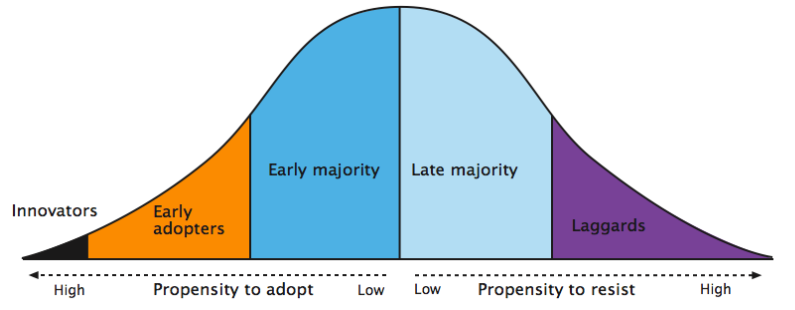 Early majority
Late majority
Innovators
Early
adopters
Laggards
High
Propensity to adopt
Low
Low
Propensity to resist
High